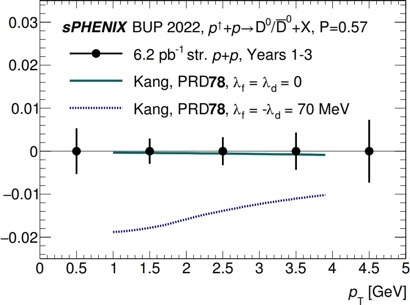 sPHENIX BUP 2022, p↑+p→D⁰/D̅⁰+X, P=0.57
6.2 pb⁻¹ str. p+p, Years 1-3
Kang, PRD78, λf = λd = 0
Kang, PRD78, λf = -λd = 70 MeV
0.03
0.02
0.01
0
−0.01
−0.02
0 0.5 1 1.5 2 2.5 3 3.5 4 4.5 5
pT [GeV]